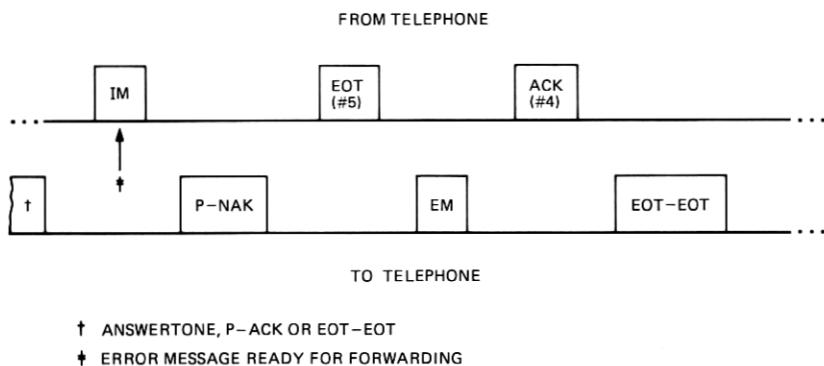 FROM TELEPHONE
IM
EOT
(#5)
ACK
(#4)
†
‡
P-NAK
EM
EOT-EOT
TO TELEPHONE
† ANSWERTONE, P-ACK OR EOT-EOT
‡ ERROR MESSAGE READY FOR FORWARDING